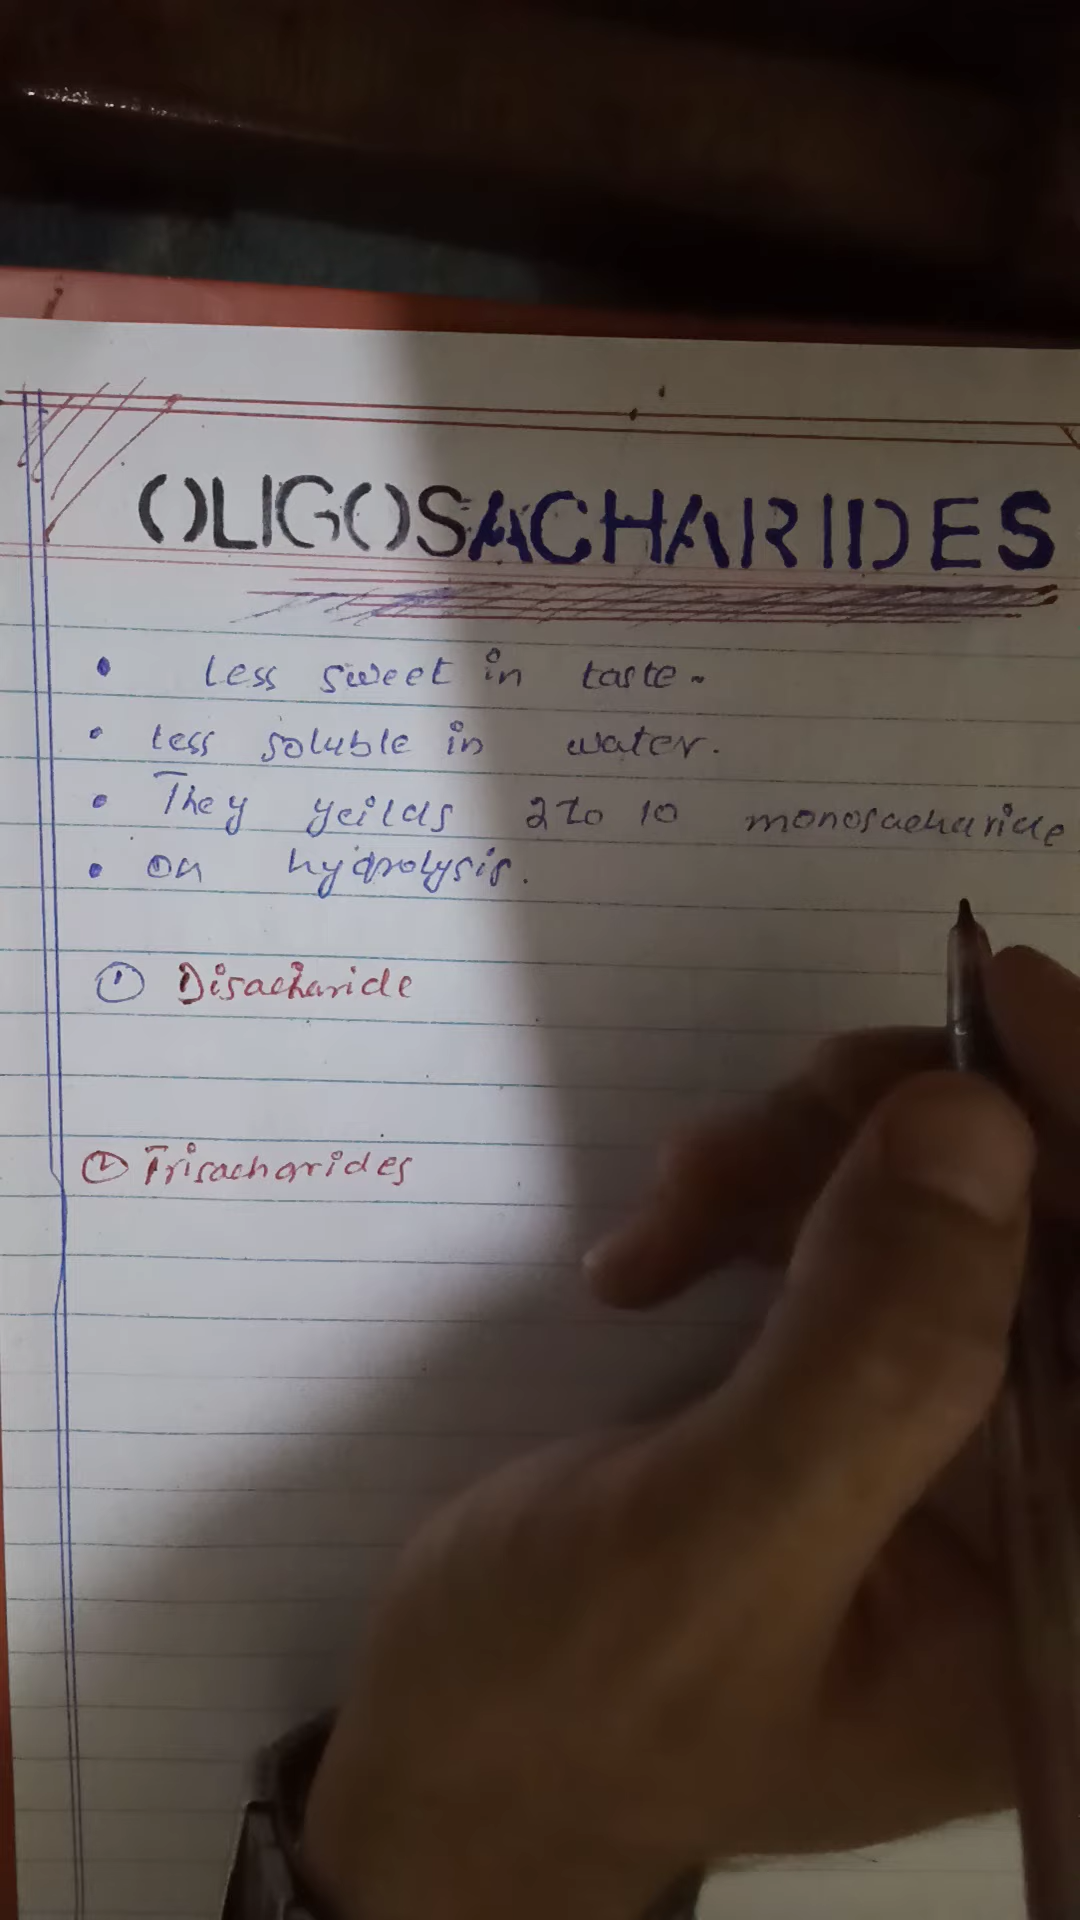 OLIGOSACHARIDES
• Less sweet in taste.
• less soluble in water.
• They yeilds 2 to 10 monosacharide
• on hydrolysis.
① Disacharide
② Trisacharides